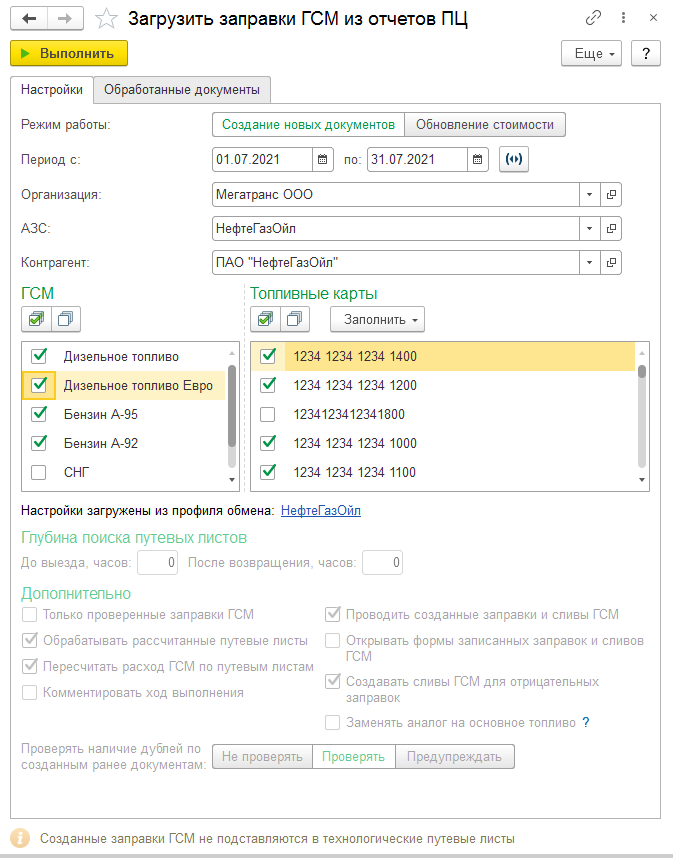 Загрузить заправки ГСМ из отчетов ПЦ
Выполнить
Еще
?
Настройки
Обработанные документы
Режим работы:
Создание новых документов
Обновление стоимости
Период с:
01.07.2021
по:
31.07.2021
Организация:
Мегатранс ООО
АЗС:
НефтеГазОйл
Контрагент:
ПАО "НефтеГазОйл"
ГСМ
Топливные карты
Заполнить
Дизельное топливо
1234 1234 1234 1400
Дизельное топливо Евро
1234 1234 1234 1200
Бензин А-95
1234123412341800
Бензин А-92
1234 1234 1234 1000
СНГ
1234 1234 1234 1100
Настройки загружены из профиля обмена: НефтеГазОйл
Глубина поиска путевых листов
До выезда, часов: 0
После возвращения, часов: 0
Дополнительно
Только проверенные заправки ГСМ
Обрабатывать рассчитанные путевые листы
Пересчитать расход ГСМ по путевым листам
Комментировать ход выполнения
Проводить созданные заправки и сливы ГСМ
Открывать формы записанных заправок и сливов
ГСМ
Создавать сливы ГСМ для отрицательных
заправок
Заменять аналог на основное топливо ?
Проверять наличие дублей по
созданным ранее документам:
Не проверять
Проверять
Предупреждать
Созданные заправки ГСМ не подставляются в технологические путевые листы